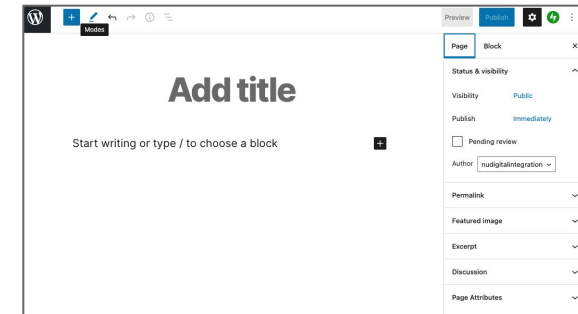 Preview Publish
Modes
Page Block
Status & visibility
Add title
Visibility Public
Publish Immediately
Start writing or type / to choose a block
Pending review
Author nudigitalintegration
Permalink
Featured image
Excerpt
Discussion
Page Attributes